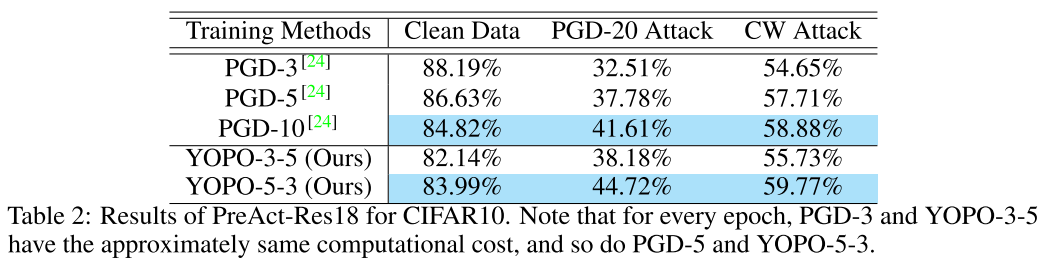 Training Methods Clean Data PGD-20 Attack CW Attack
PGD-3[24] 88.19% 32.51% 54.65%
PGD-5[24] 86.63% 37.78% 57.71%
PGD-10[24] 84.82% 41.61% 58.88%
YOPO-3-5 (Ours) 82.14% 38.18% 55.73%
YOPO-5-3 (Ours) 83.99% 44.72% 59.77%
Table 2: Results of PreAct-Res18 for CIFAR10. Note that for every epoch, PGD-3 and YOPO-3-5
have the approximately same computational cost, and so do PGD-5 and YOPO-5-3.